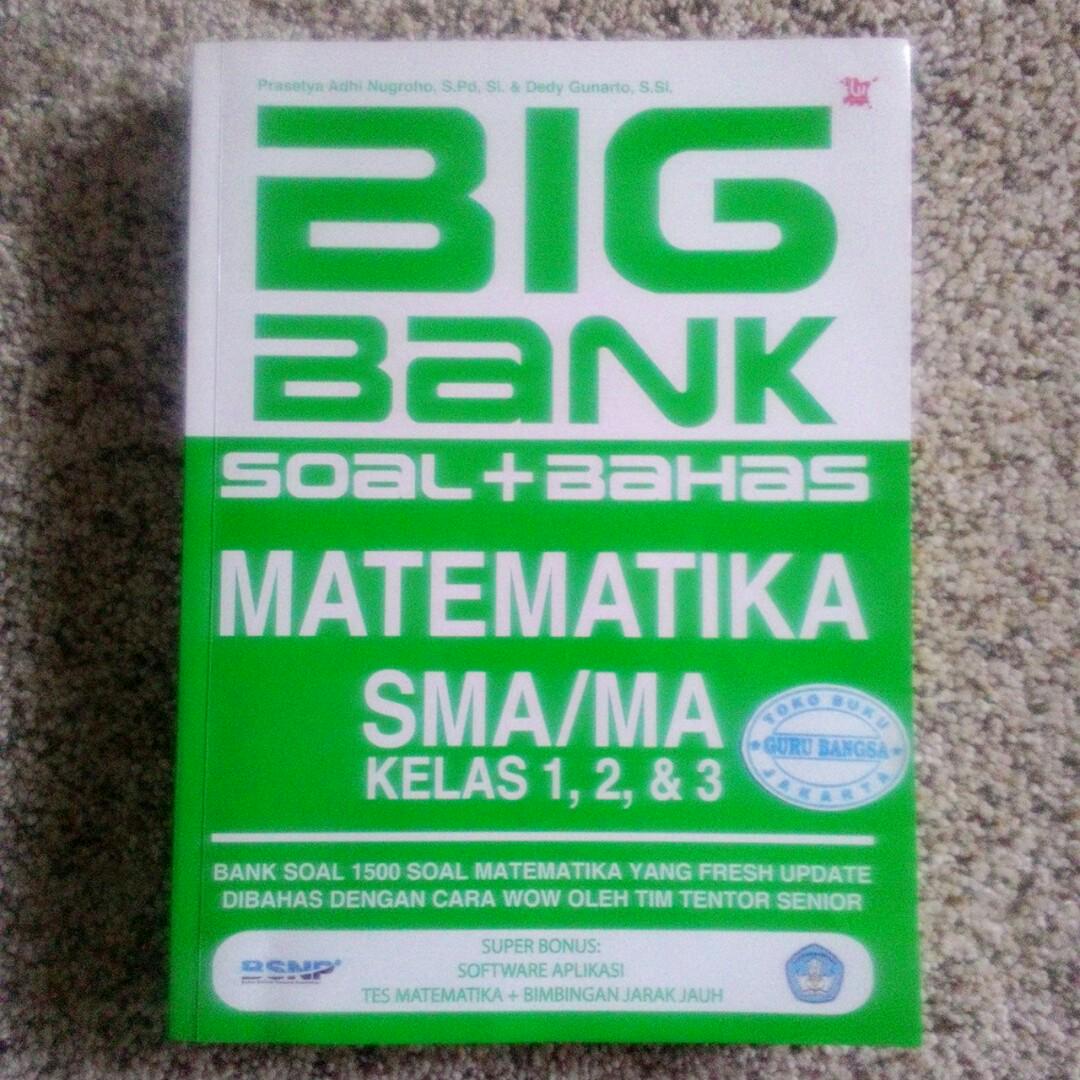 Prasetya Adhi Nugroho, S.Pd, Si. & Dedy Gunarto, S.Si.
BIG
BaNK
SOaL+BaHas
MATEMATIKA
SMA/MA
KELAS 1, 2, & 3
TOKO BUKU
GURU BANGSA
JAKARTA
BANK SOAL 1500 SOAL MATEMATIKA YANG FRESH UPDATE
DIBAHAS DENGAN CARA WOW OLEH TIM TENTOR SENIOR
SUPER BONUS:
BSNP
SOFTWARE APLIKASI
TES MATEMATIKA + BIMBINGAN JARAK JAUH